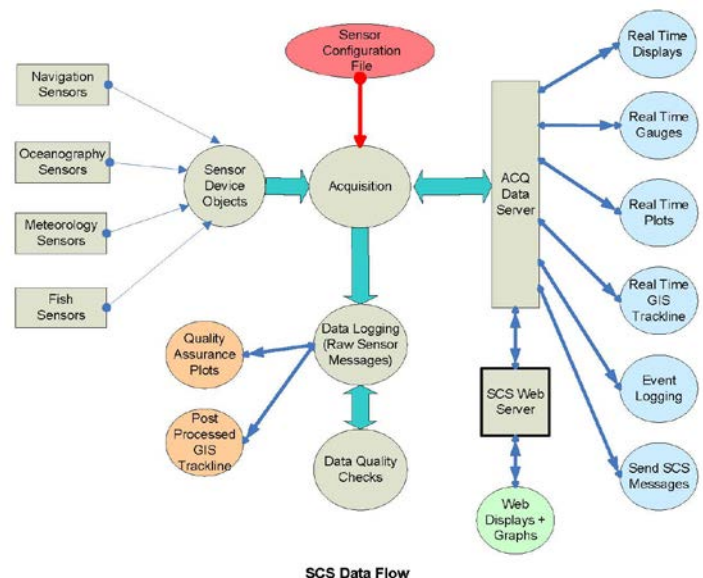 Sensor
Configuration
File
Navigation
Sensors
Oceanography
Sensors
Meteorology
Sensors
Fish
Sensors
Sensor
Device
Objects
Acquisition
ACQ
Data
Server
Real Time
Displays
Real Time
Gauges
Real Time
Plots
Real Time
GIS
Trackline
Event
Logging
Send SCS
Messages
Data Logging
(Raw Sensor
Messages)
Quality
Assurance
Plots
Post
Processed
GIS
Trackline
Data Quality
Checks
SCS Web
Server
Web
Displays +
Graphs
SCS Data Flow